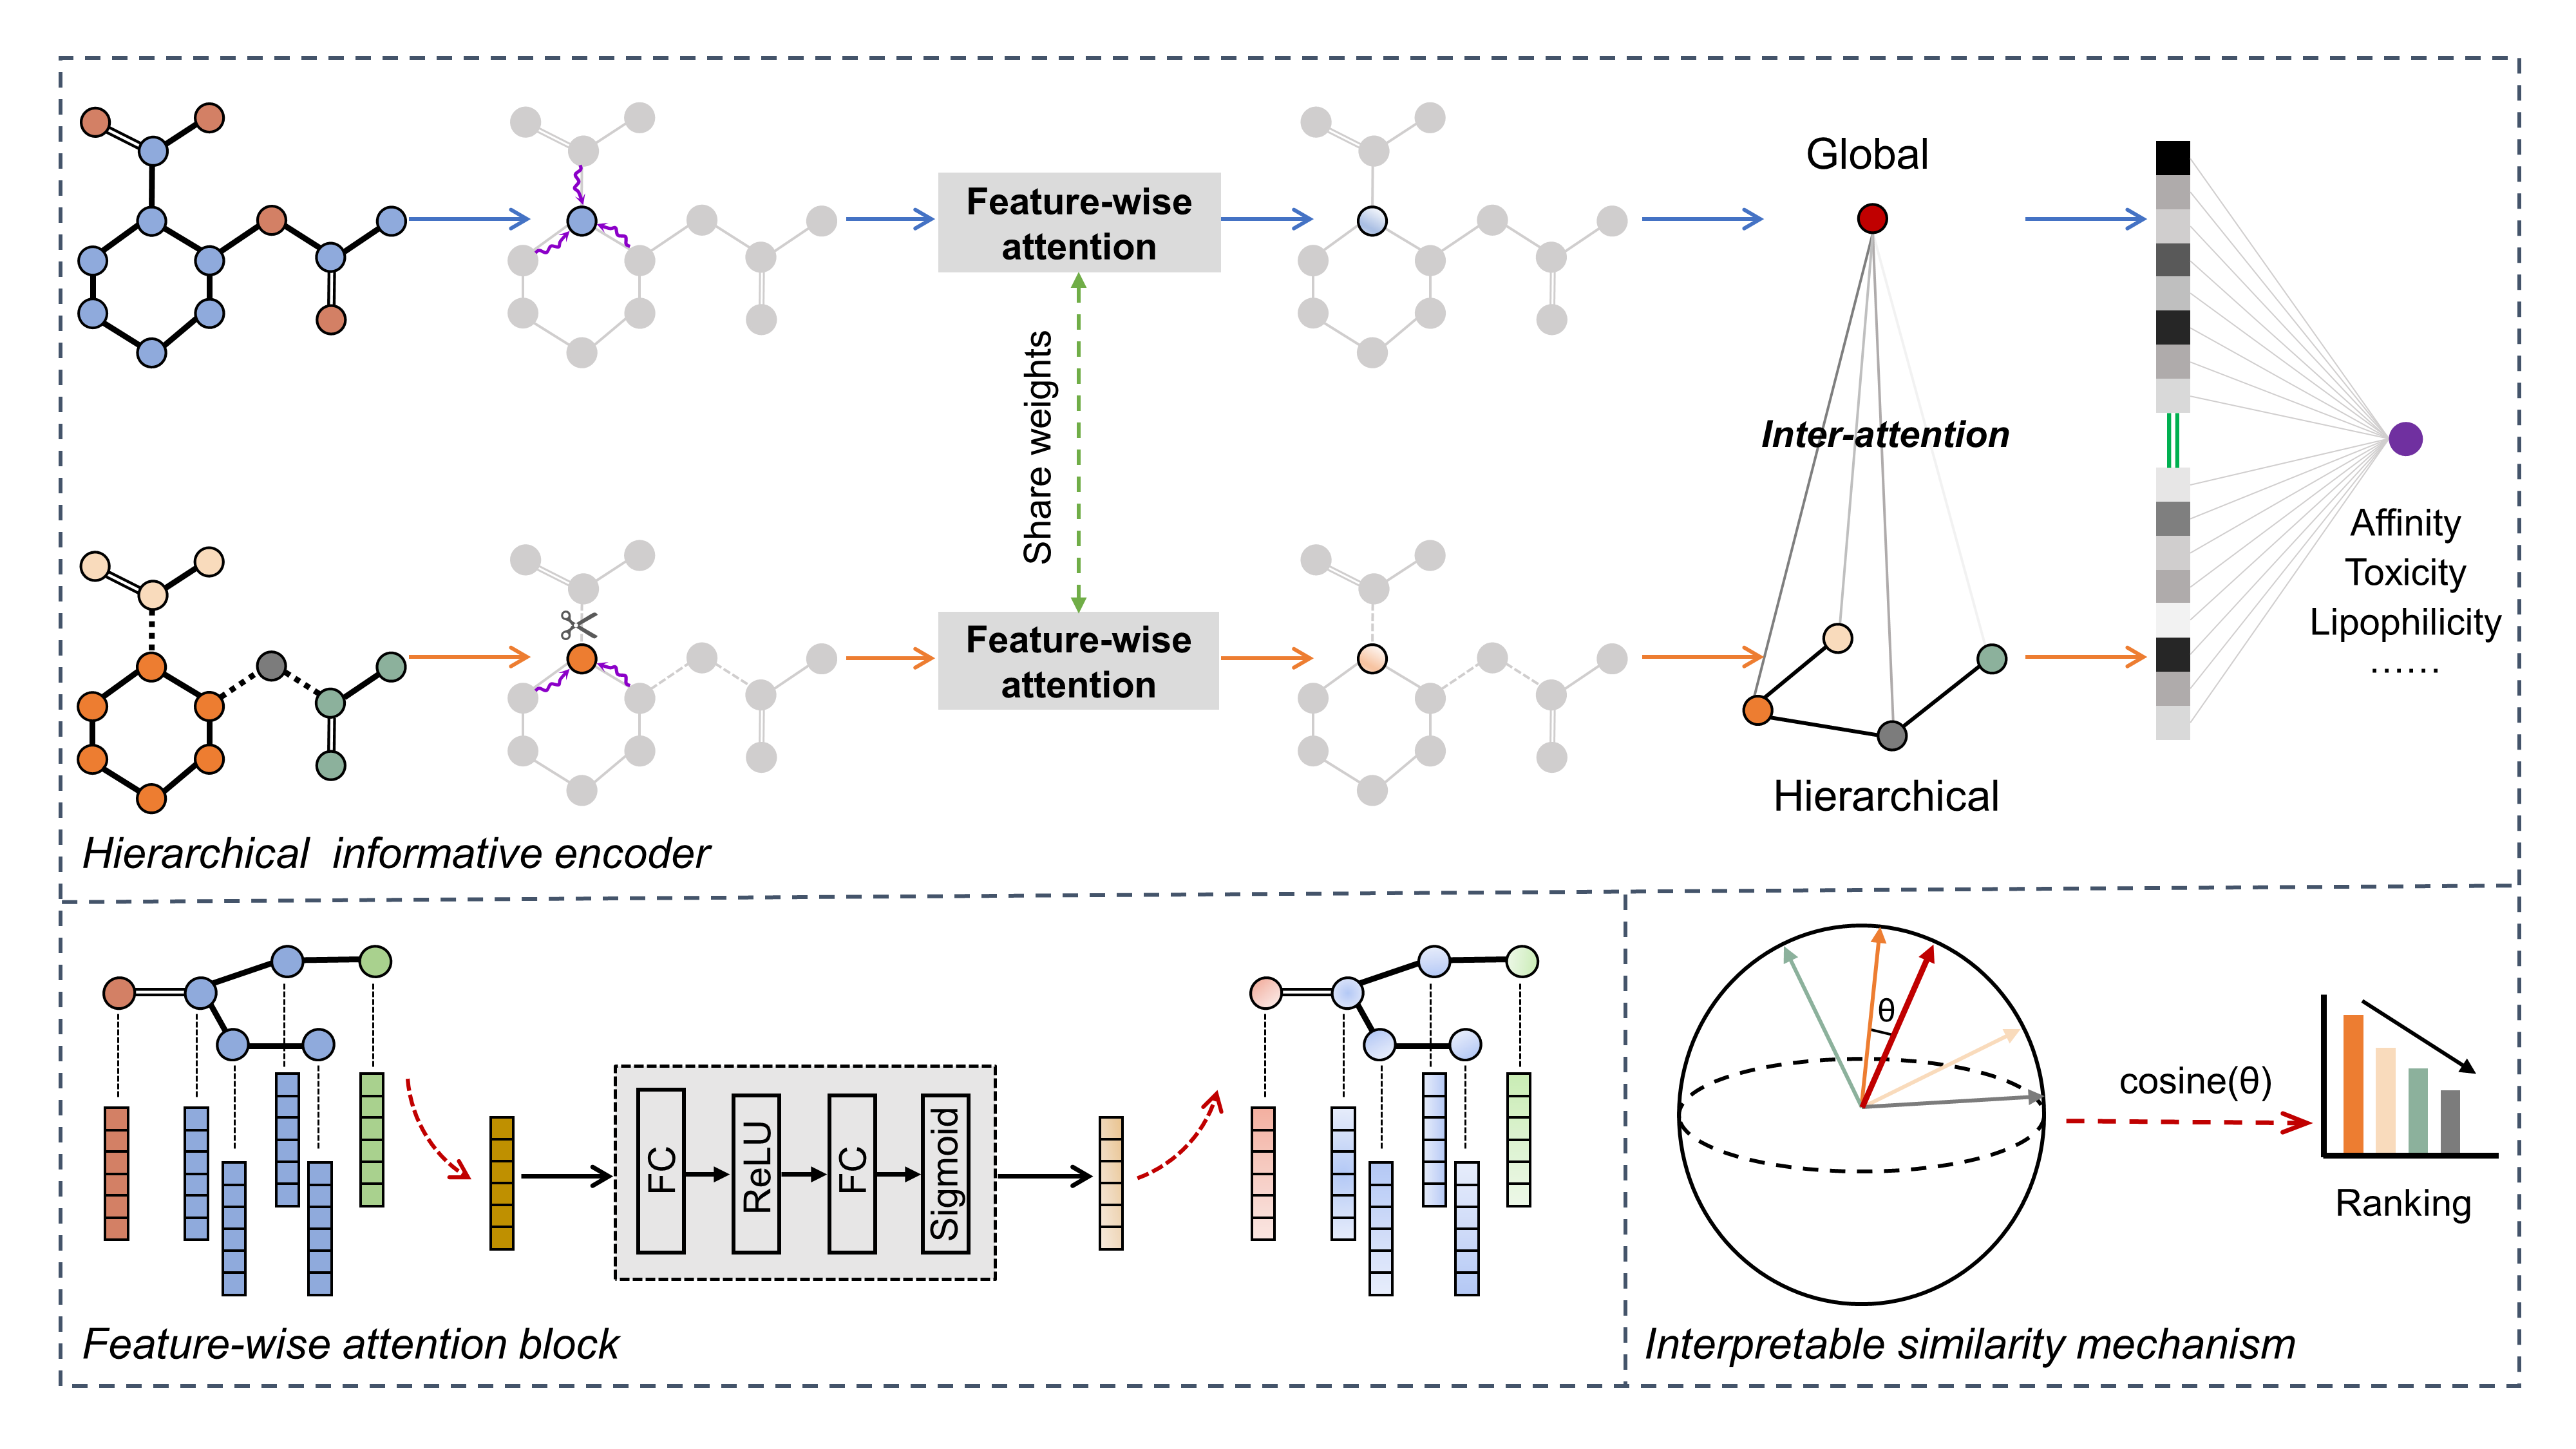 Global
Feature-wise
attention
Share weights
Inter-attention
Feature-wise
attention
Affinity
Toxicity
Lipophilicity
......
Hierarchical
Hierarchical informative encoder
FC
ReLU
FC
Sigmoid
Feature-wise attention block
θ
cosine(θ)
Ranking
Interpretable similarity mechanism